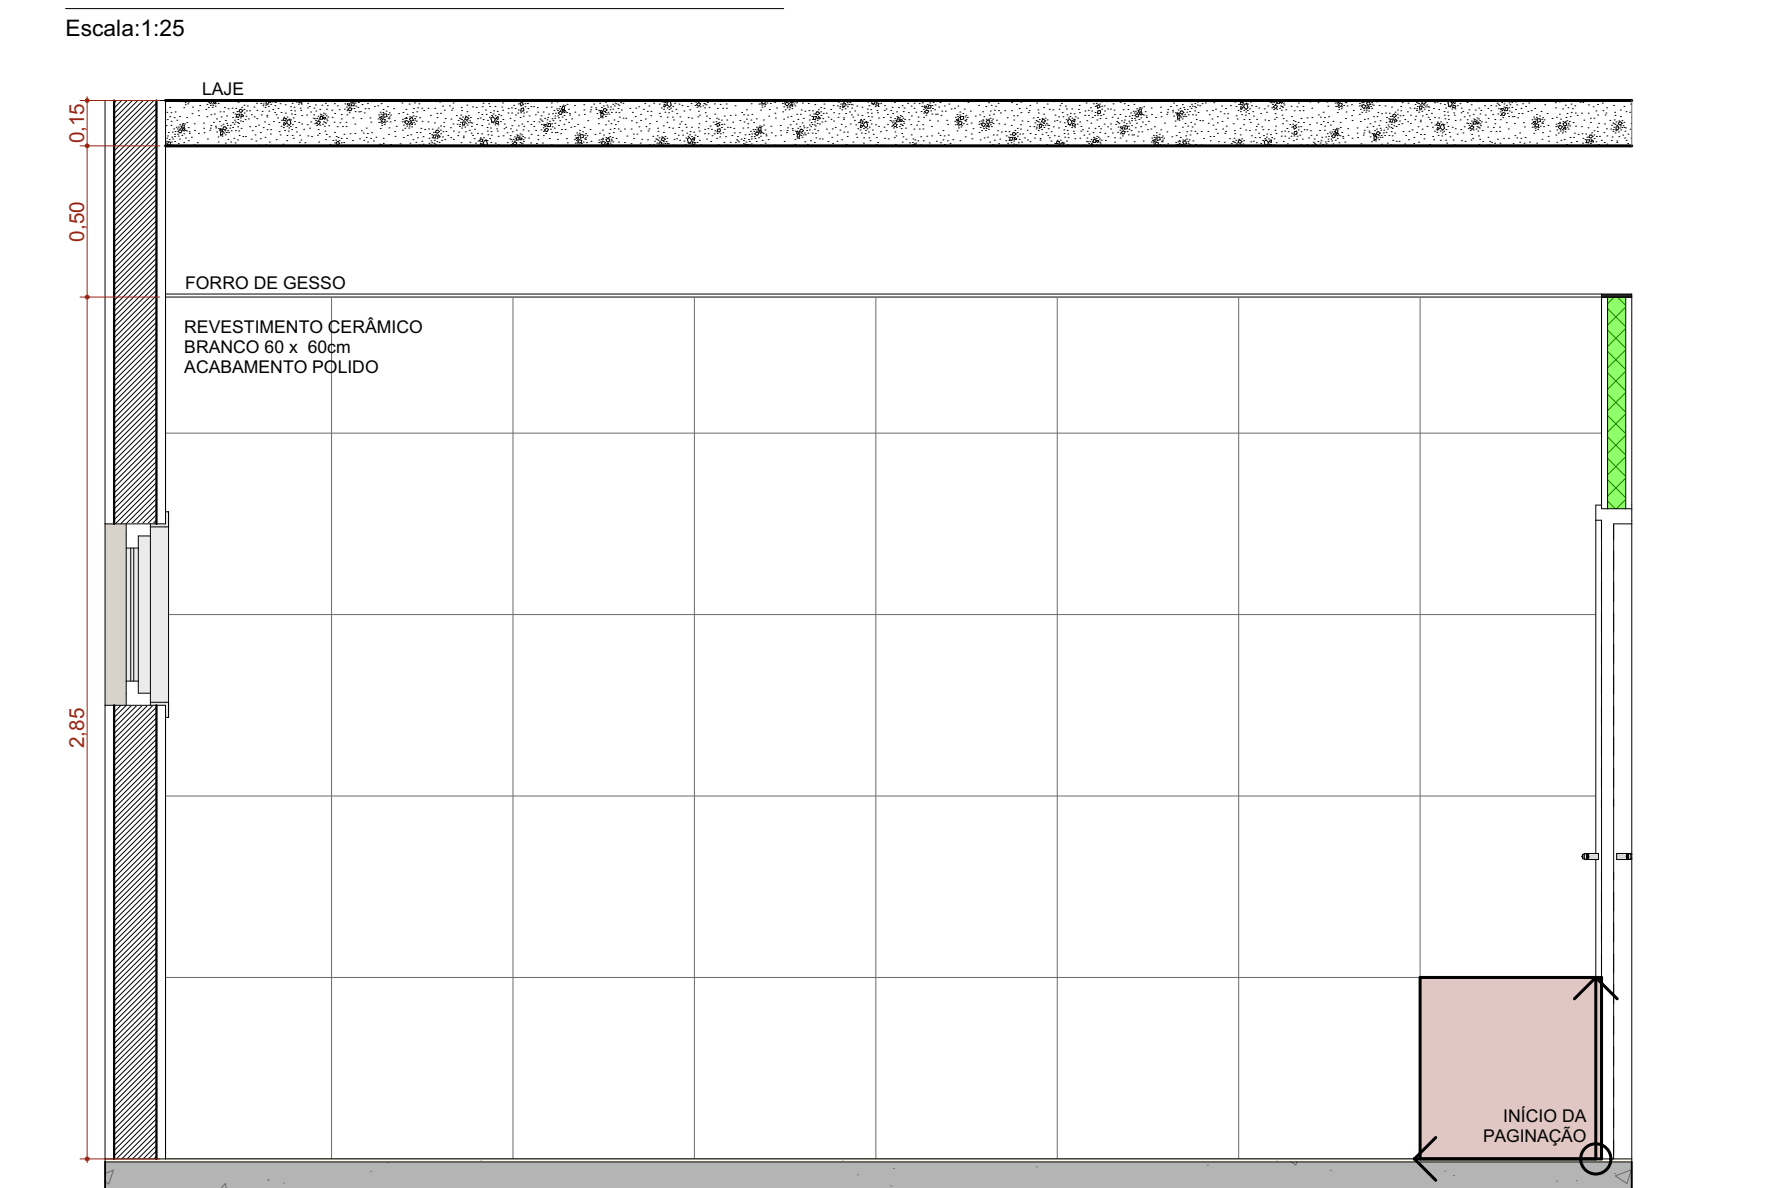 Escala:1:25
LAJE
0,15
0,50
FORRO DE GESSO
REVESTIMENTO CERÂMICO
BRANCO 60 x  60cm
ACABAMENTO POLIDO
2,85
INÍCIO DA
PAGINAÇÃO